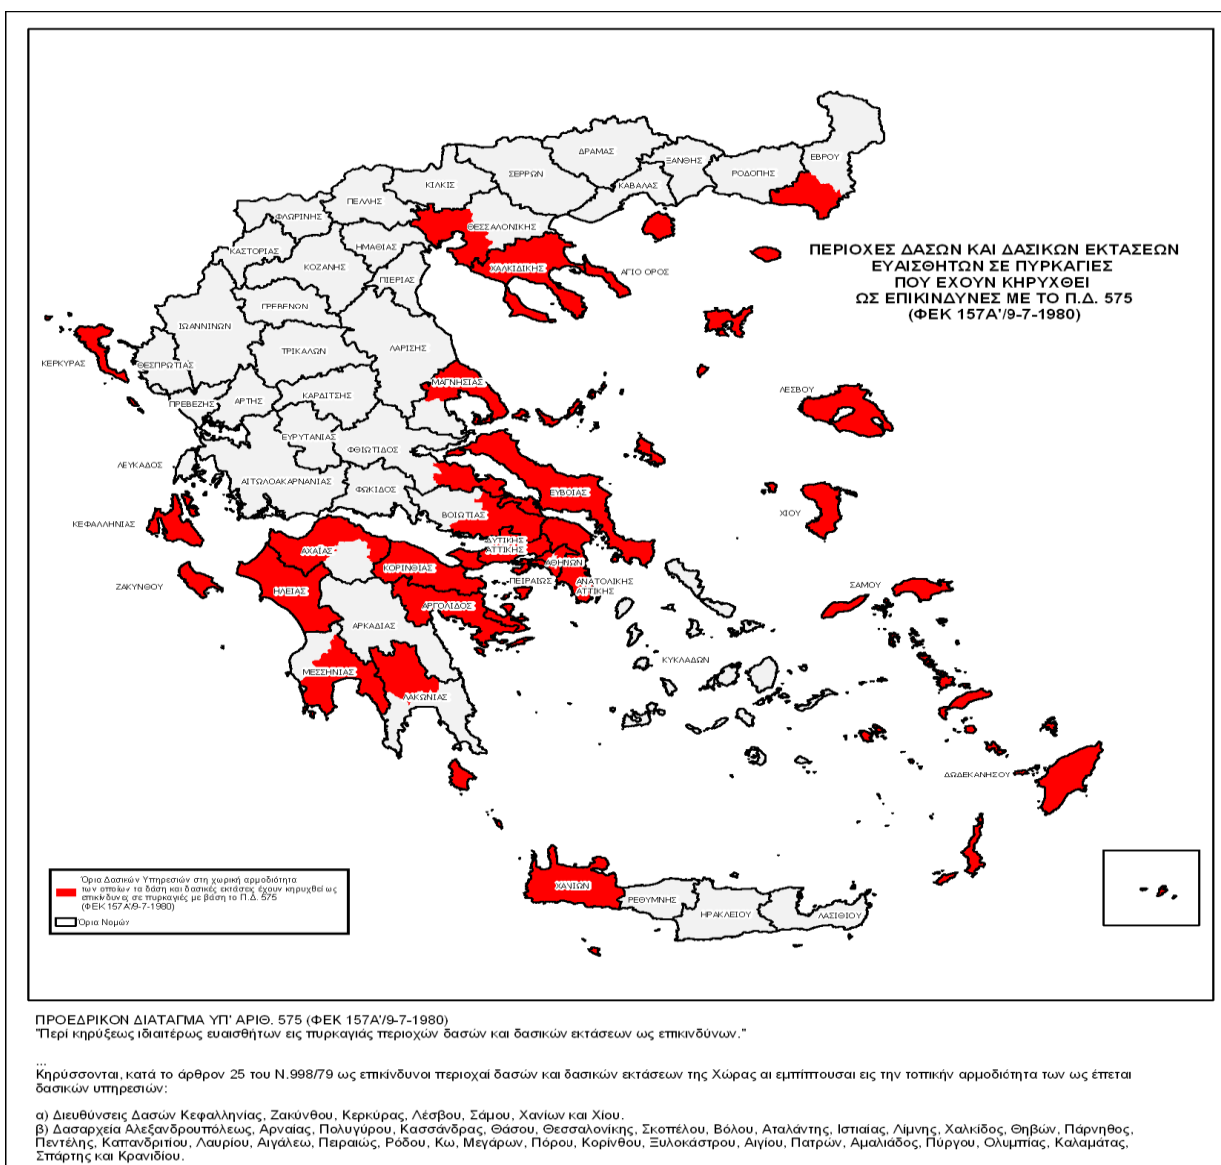 ΔΡΑΜΑΣ
ΕΒΡΟΥ
ΞΑΝΘΗΣ
ΡΟΔΟΠΗΣ
ΣΕΡΡΩΝ
ΚΑΒΑΛΑΣ
ΚΙΛΚΙΣ
ΠΕΛΛΗΣ
ΦΛΩΡΙΝΗΣ
ΘΕΣΣΑΛΟΝΙΚΗΣ
ΚΑΣΤΟΡΙΑΣ
ΗΜΑΘΙΑΣ
ΚΟΖΑΝΗΣ
ΧΑΛΚΙΔΙΚΗΣ
ΑΓΙΟ ΟΡΟΣ
ΠΙΕΡΙΑΣ
ΠΕΡΙΟΧΕΣ ΔΑΣΩΝ ΚΑΙ ΔΑΣΙΚΩΝ ΕΚΤΑΣΕΩΝ
ΕΥΑΙΣΘΗΤΩΝ ΣΕ ΠΥΡΚΑΓΙΕΣ
ΠΟΥ ΕΧΟΥΝ ΚΗΡΥΧΘΕΙ
ΩΣ ΕΠΙΚΙΝΔΥΝΕΣ ΜΕ ΤΟ Π.Δ. 575
(ΦΕΚ 157Α'/9-7-1980)
ΓΡΕΒΕΝΩΝ
ΙΩΑΝΝΙΝΩΝ
ΛΑΡΙΣΗΣ
ΤΡΙΚΑΛΩΝ
ΚΕΡΚΥΡΑΣ
ΘΕΣΠΡΩΤΙΑΣ
ΜΑΓΝΗΣΙΑΣ
ΛΕΣΒΟΥ
ΚΑΡΔΙΤΣΗΣ
ΑΡΤΗΣ
ΠΡΕΒΕΖΗΣ
ΕΥΡΥΤΑΝΙΑΣ
ΦΘΙΩΤΙΔΟΣ
ΛΕΥΚΑΔΟΣ
ΑΙΤΩΛΟΑΚΑΡΝΑΝΙΑΣ
ΦΩΚΙΔΟΣ
ΕΥΒΟΙΑΣ
ΒΟΙΩΤΙΑΣ
ΧΙΟΥ
ΚΕΦΑΛΛΗΝΙΑΣ
ΔΥΤΙΚΗΣ
ΑΤΤΙΚΗΣ
ΑΧΑΪΑΣ
ΑΘΗΝΩΝ
ΚΟΡΙΝΘΙΑΣ
ΠΕΙΡΑΙΩΣ
ΑΝΑΤΟΛΙΚΗΣ
ΑΤΤΙΚΗΣ
ΣΑΜΟΥ
ΖΑΚΥΝΘΟΥ
ΗΛΕΙΑΣ
ΑΡΓΟΛΙΔΟΣ
ΑΡΚΑΔΙΑΣ
ΚΥΚΛΑΔΩΝ
ΜΕΣΣΗΝΙΑΣ
ΛΑΚΩΝΙΑΣ
ΔΩΔΕΚΑΝΗΣΟΥ
ΧΑΝΙΩΝ
ΡΕΘΥΜΝΗΣ
ΗΡΑΚΛΕΙΟΥ
ΛΑΣΙΘΙΟΥ
Όρια Δασικών Υπηρεσιών στη χωρική αρμοδιότητα
των οποίων τα δάση και δασικές εκτάσεις έχουν κηρυχθεί ως
επικίνδυνες σε πυρκαγιές με βάση το Π.Δ. 575
(ΦΕΚ 157Α'/9-7-1980)
Όρια Νομών
ΠΡΟΕΔΡΙΚΟΝ ΔΙΑΤΑΓΜΑ ΥΠ' ΑΡΙΘ. 575 (ΦΕΚ 157Α'/9-7-1980)
"Περί κηρύξεως ιδιαιτέρως ευαισθήτων εις πυρκαγιάς περιοχών δασών και δασικών εκτάσεων ως επικινδύνων."
...
Κηρύσσονται, κατά το άρθρον 25 του Ν.998/79 ως επικίνδυνοι περιοχαί δασών και δασικών εκτάσεων της Χώρας αι εμπίπτουσαι εις την τοπικήν αρμοδιότητα των ως έπεται
δασικών υπηρεσιών:
α) Διευθύνσεις Δασών Κεφαλληνίας, Ζακύνθου, Κερκύρας, Λέσβου, Σάμου, Χανίων και Χίου.
β) Δασαρχεία Αλεξανδρουπόλεως, Αρναίας, Πολυγύρου, Κασσάνδρας, Θάσου, Θεσσαλονίκης, Σκοπέλου, Βόλου, Αταλάντης, Ιστιαίας, Λίμνης, Χαλκίδος, Θηβών, Πάρνηθος,
Πεντέλης, Καπανδριτίου, Λαυρίου, Αιγάλεω, Πειραιώς, Ρόδου, Κω, Μεγάρων, Πόρου, Κορίνθου, Ξυλοκάστρου, Αιγίου, Πατρών, Αμαλιάδος, Πύργου, Ολυμπίας, Καλαμάτας,
Σπάρτης και Κρανιδίου.